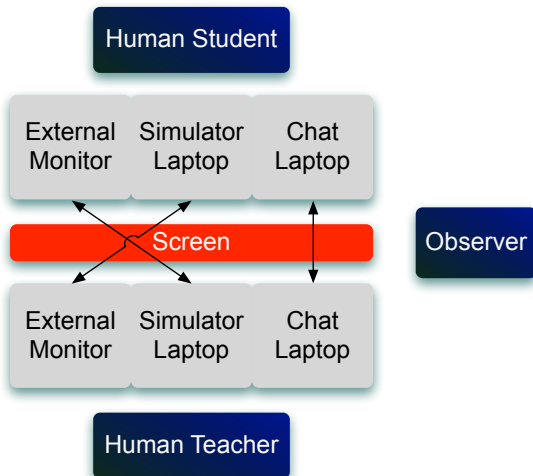 Human Student
External
Monitor
Simulator
Laptop
Chat
Laptop
Screen
Observer
External
Monitor
Simulator
Laptop
Chat
Laptop
Human Teacher